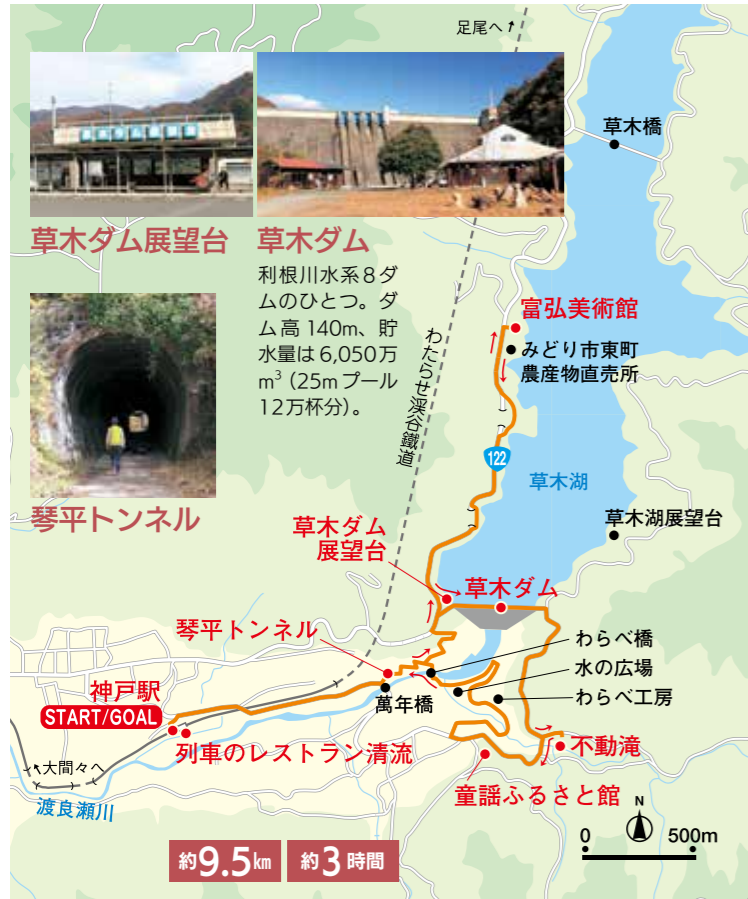 足尾へ
草木橋
草木ダム展望台
草木ダム
利根川水系8ダ
ムのひとつ。ダ
ム高140m、貯
水量は6,050万
m³(25mプール
12万杯分)。
琴平トンネル
わたらせ渓谷鐵道
富弘美術館
みどり市東町
農産物直売所
122
草木湖
草木湖展望台
草木ダム
展望台
草木ダム
琴平トンネル
わらべ橋
水の広場
わらべ工房
萬年橋
神戸駅
START/GOAL
列車のレストラン清流
不動滝
童謡ふるさと館
大間々へ
渡良瀬川
約9.5km
約3時間
N
0 500m